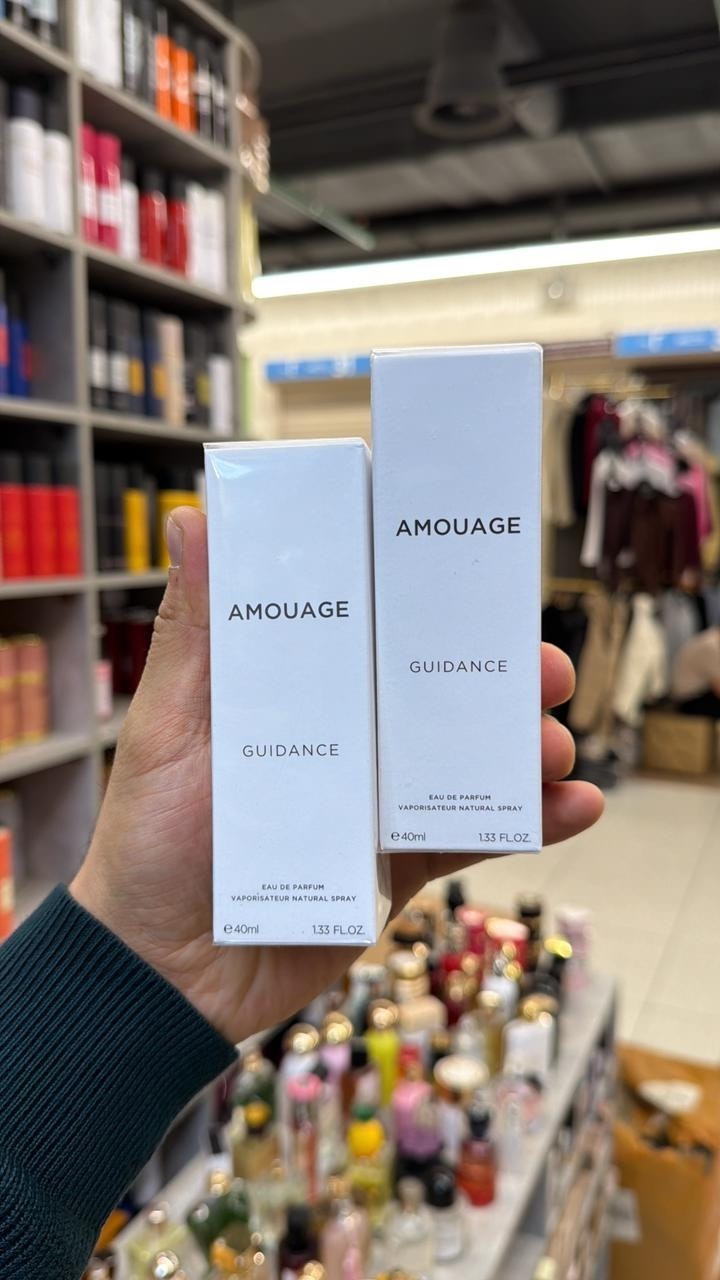 AMOUAGE
GUIDANCE
EAU DE PARFUM
VAPORISATEUR NATURAL SPRAY
℮40ml 1.33 FL.OZ.
AMOUAGE
GUIDANCE
EAU DE PARFUM
VAPORISATEUR NATURAL SPRAY
℮40ml 1.33 FL.OZ.